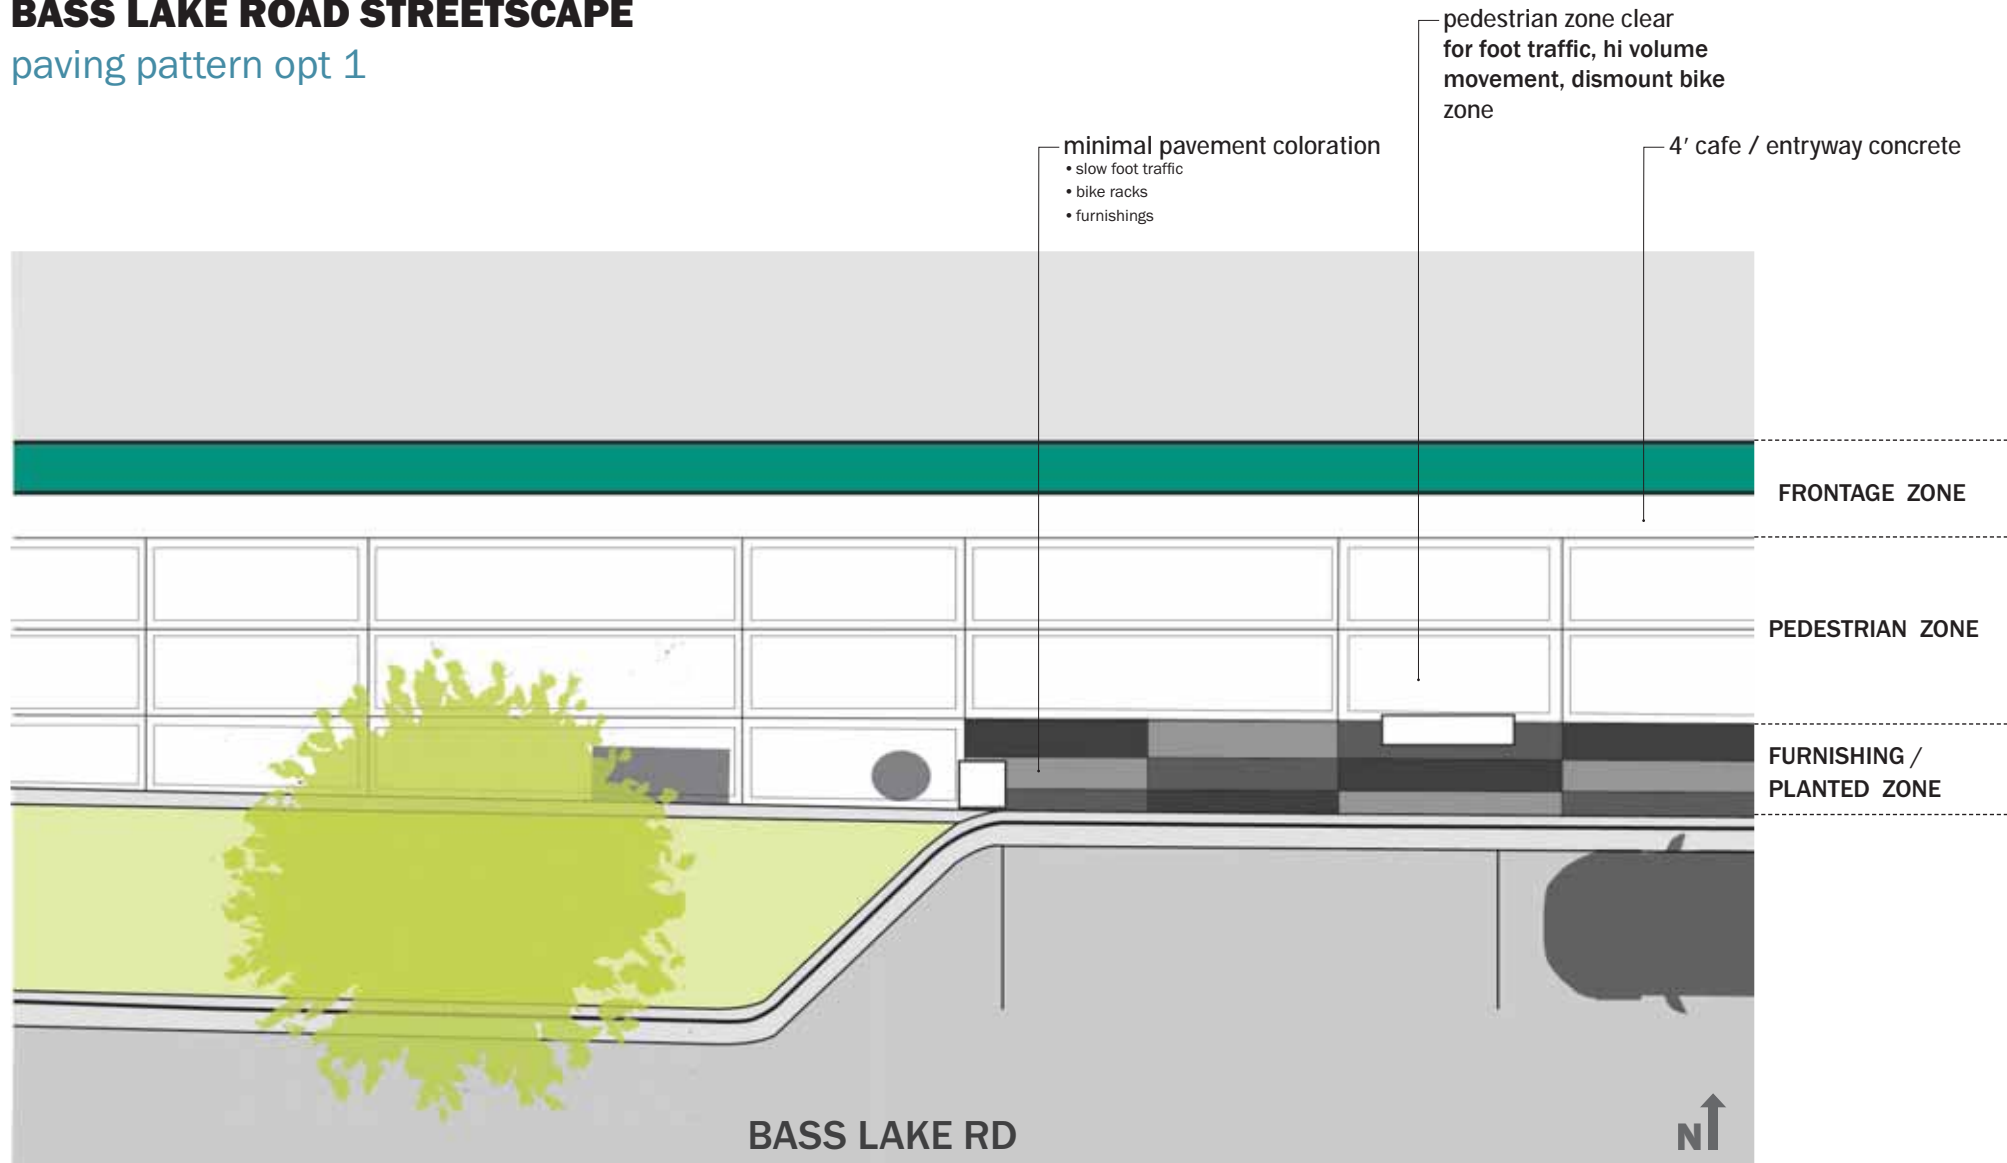 BASS LAKE ROAD STREETSCAPE
paving pattern opt 1
pedestrian zone clear
for foot traffic, hi volume
movement, dismount bike
zone
minimal pavement coloration
• slow foot traffic
• bike racks
• furnishings
4' cafe / entryway concrete
FRONTAGE ZONE
PEDESTRIAN ZONE
FURNISHING /
PLANTED ZONE
BASS LAKE RD
N